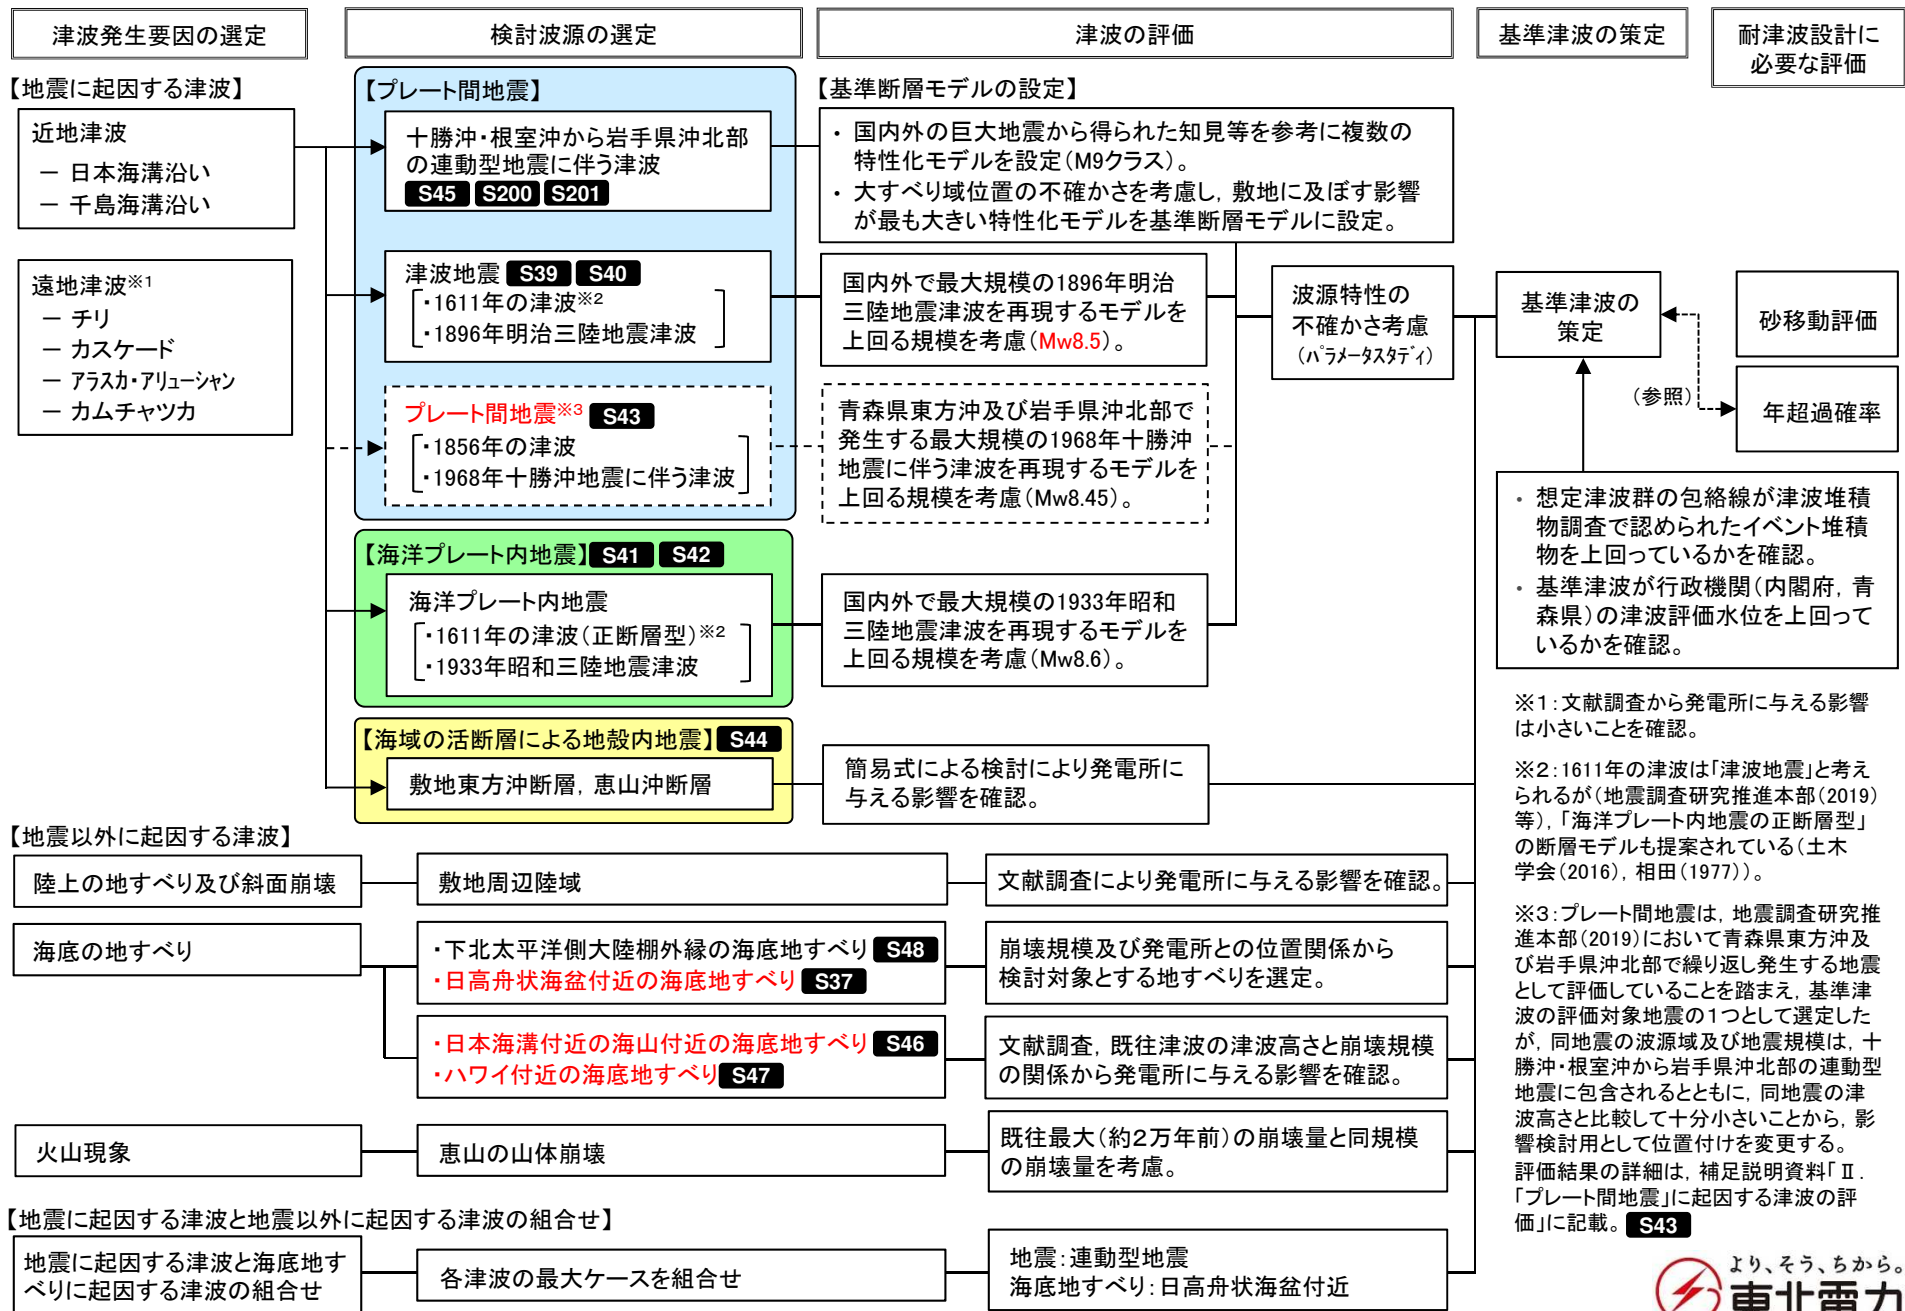 津波発生要因の選定
検討波源の選定
津波の評価
基準津波の策定
耐津波設計に
必要な評価
【地震に起因する津波】
近地津波
－ 日本海溝沿い
－ 千島海溝沿い
遠地津波※1
－ チリ
－ カスケード
－ アラスカ・アリューシャン
－ カムチャツカ
【プレート間地震】
十勝沖・根室沖から岩手県沖北部
の連動型地震に伴う津波
S45 S200 S201
津波地震 S39 S40
・1611年の津波※2
・1896年明治三陸地震津波
プレート間地震※3 S43
・1856年の津波
・1968年十勝沖地震に伴う津波
【海洋プレート内地震】 S41 S42
海洋プレート内地震
・1611年の津波（正断層型）※2
・1933年昭和三陸地震津波
【海域の活断層による地殻内地震】 S44
敷地東方沖断層，恵山沖断層
【基準断層モデルの設定】
・ 国内外の巨大地震から得られた知見等を参考に複数の
特性化モデルを設定（M9クラス）。
・ 大すべり域位置の不確かさを考慮し，敷地に及ぼす影響
が最も大きい特性化モデルを基準断層モデルに設定。
国内外で最大規模の1896年明治
三陸地震津波を再現するモデルを
上回る規模を考慮（Mw8.5）。
青森県東方沖及び岩手県沖北部で
発生する最大規模の1968年十勝沖
地震に伴う津波を再現するモデルを
上回る規模を考慮（Mw8.45）。
国内外で最大規模の1933年昭和
三陸地震津波を再現するモデルを
上回る規模を考慮（Mw8.6）。
簡易式による検討により発電所に
与える影響を確認。
波源特性の
不確かさ考慮
（パラメータスタディ）
基準津波の
策定
砂移動評価
（参照）
年超過確率
・ 想定津波群の包絡線が津波堆積
物調査で認められたイベント堆積
物を上回っているかを確認。
・ 基準津波が行政機関（内閣府，青
森県）の津波評価水位を上回って
いるかを確認。
【地震以外に起因する津波】
陸上の地すべり及び斜面崩壊
敷地周辺陸域
文献調査により発電所に与える影響を確認。
海底の地すべり
・下北太平洋側大陸棚外縁の海底地すべり S48
・日高舟状海盆付近の海底地すべり S37
崩壊規模及び発電所との位置関係から
検討対象とする地すべりを選定。
・日本海溝付近の海山付近の海底地すべり S46
・ハワイ付近の海底地すべり S47
文献調査，既往津波の津波高さと崩壊規模
の関係から発電所に与える影響を確認。
火山現象
恵山の山体崩壊
既往最大（約2万年前）の崩壊量と同規模
の崩壊量を考慮。
【地震に起因する津波と地震以外に起因する津波の組合せ】
地震に起因する津波と海底地す
べりに起因する津波の組合せ
各津波の最大ケースを組合せ
地震：連動型地震
海底地すべり：日高舟状海盆付近
※1：文献調査から発電所に与える影響
は小さいことを確認。
※2：1611年の津波は「津波地震」と考え
られるが（地震調査研究推進本部（2019）
等），「海洋プレート内地震の正断層型」
の断層モデルも提案されている（土木
学会（2016），相田（1977））。
※3：プレート間地震は，地震調査研究推
進本部（2019）において青森県東方沖及
び岩手県沖北部で繰り返し発生する地震
として評価していることを踏まえ，基準津
波の評価対象地震の1つとして選定した
が，同地震の波源域及び地震規模は，十
勝沖・根室沖から岩手県沖北部の連動型
地震に包含されるとともに，同地震の津
波高さと比較して十分小さいことから，影
響検討用として位置付けを変更する。
評価結果の詳細は，補足説明資料「Ⅱ．
「プレート間地震」に起因する津波の評
価」に記載。 S43
より、そう、ちから。
東北電力